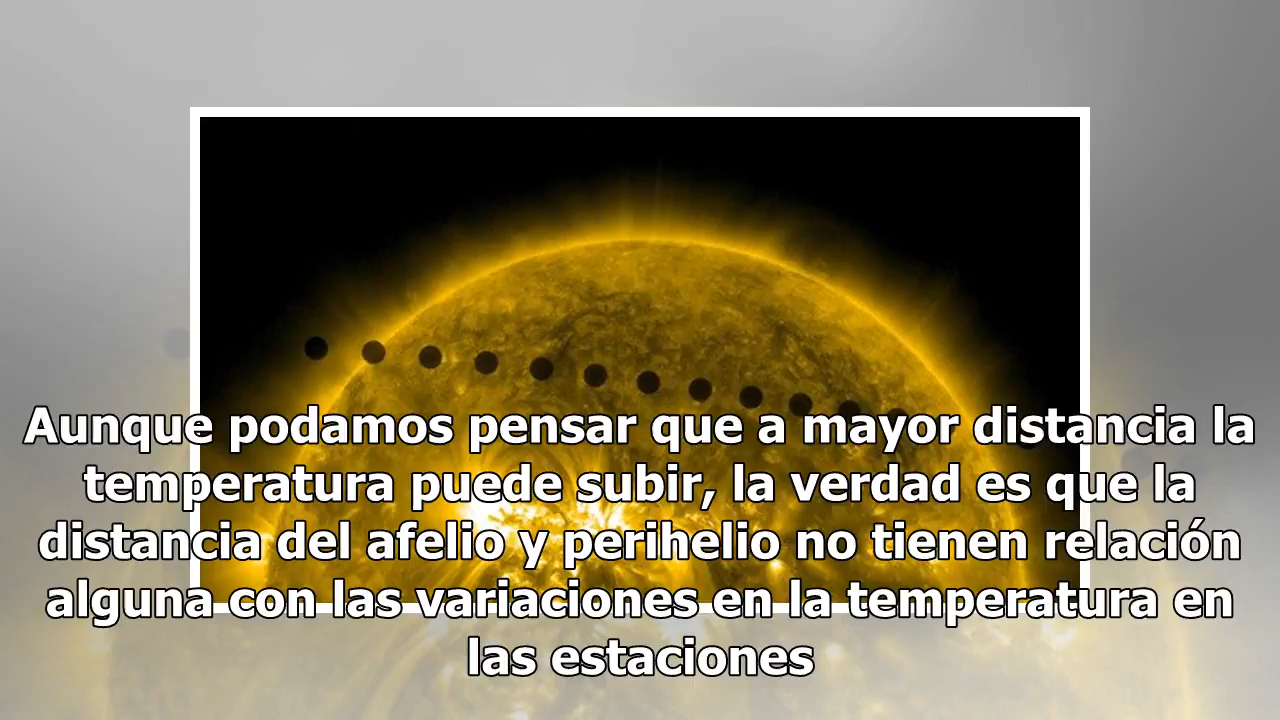 Aunque podamos pensar que a mayor distancia la
temperatura puede subir, la verdad es que la
distancia del afelio y perihelio no tienen relación
alguna con las variaciones en la temperatura en
las estaciones